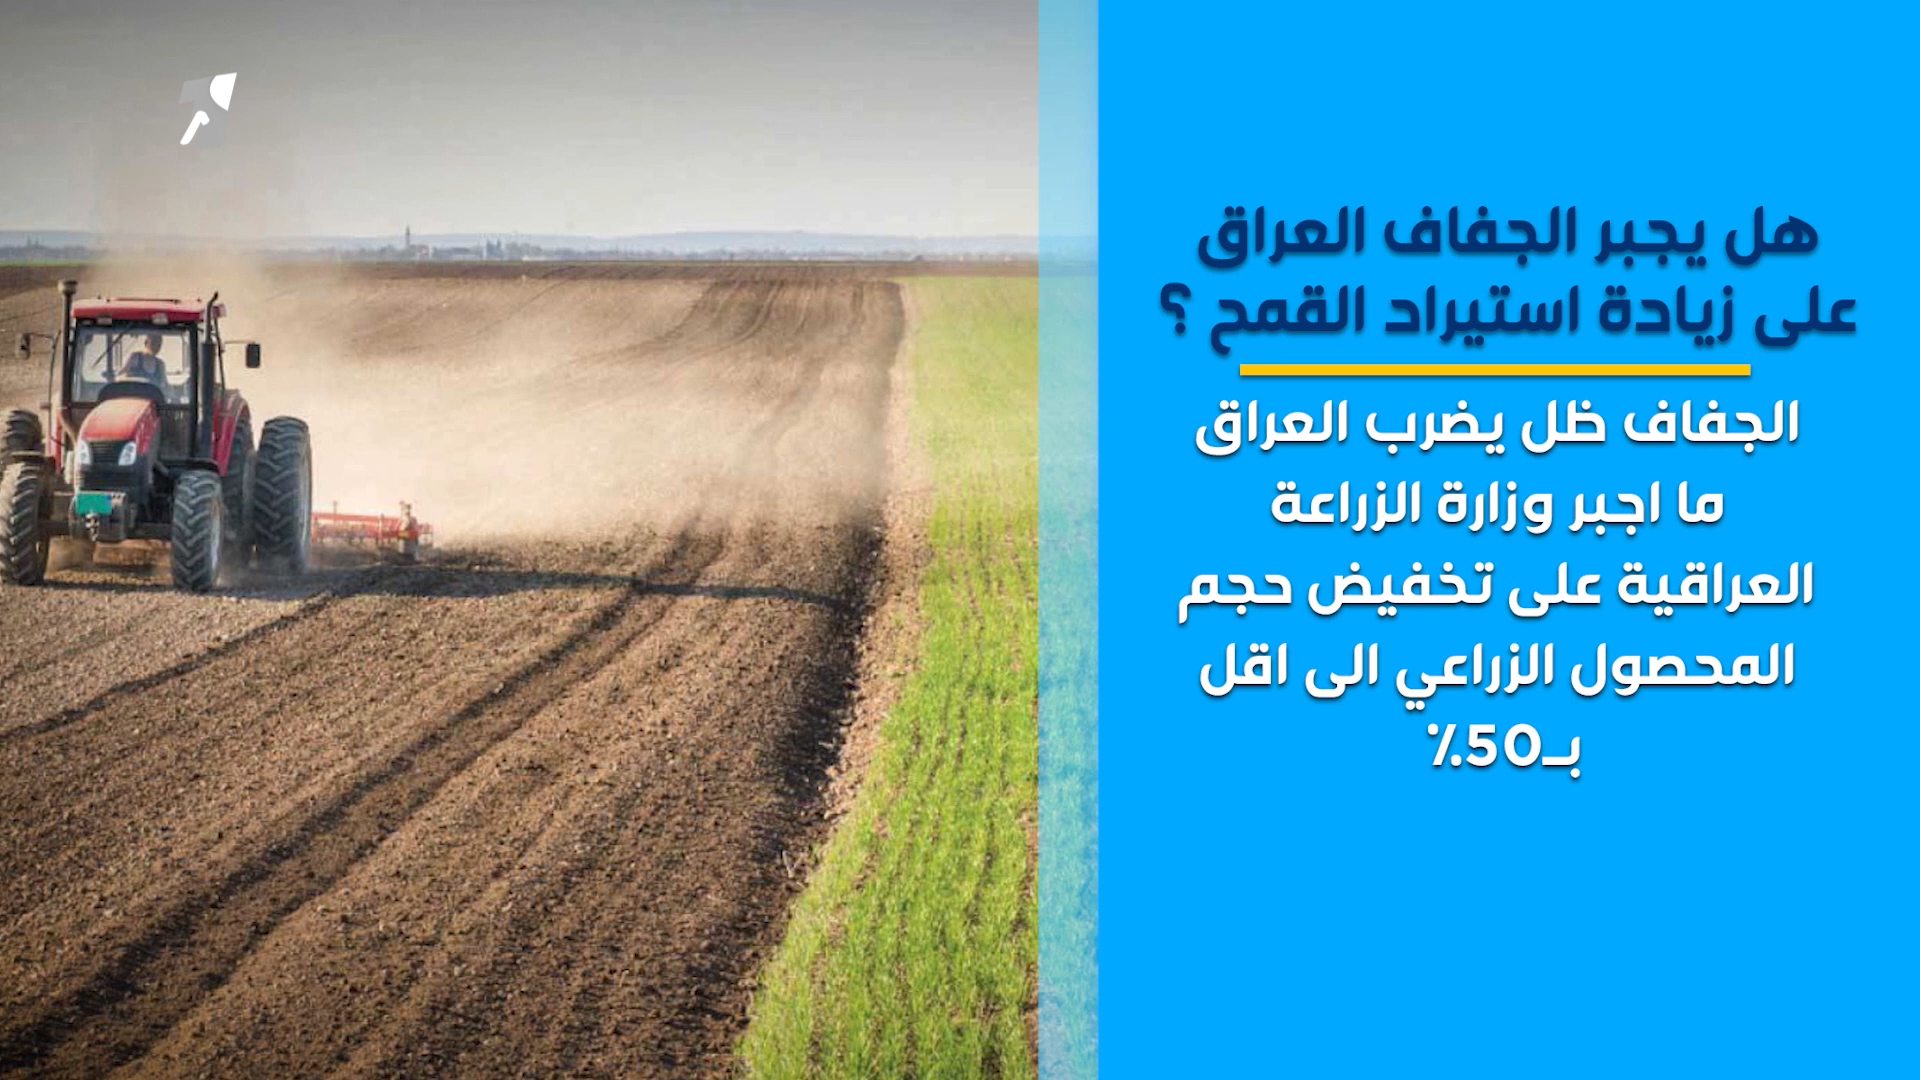 هل يجبر الجفاف العراق
على زيادة استيراد القمح ؟
الجفاف ظل يضرب العراق
ما اجبر وزارة الزراعة
العراقية على تخفيض حجم
المحصول الزراعي الى اقل
بـ50٪